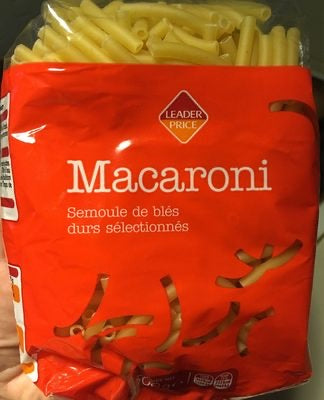 LEADER
PRICE
Macaroni
Semoule de blés
durs sélectionnés